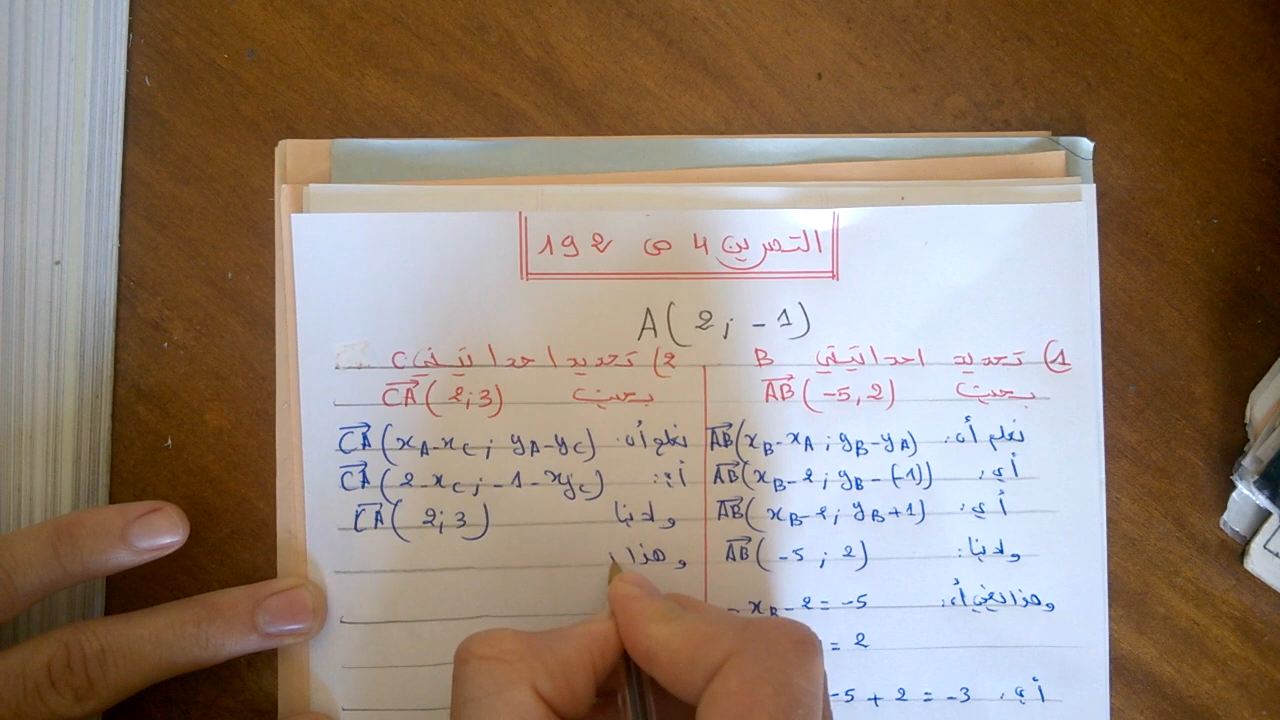 التمرين 4 ص 192
A(2; -1)
1) تحديد احداثيتي B
بحيث AB(-5, 2)
نعلم أن: AB(xB-xA; yB-yA)
أي: AB(xB-2; yB-(-1))
أي: AB(xB-2; yB+1)
ولدينا: AB(-5; 2)
وهذا يعني أن: xB-2 = -5
= 2
-5 + 2 = -3 أي:
2) تحديد احداثيتي C
بحيث CA(2;3)
نعلم أن: CA(xA-xC; yA-yC)
أي: CA(2-xC; -1-yC)
ولدينا CA(2;3)
وهذا